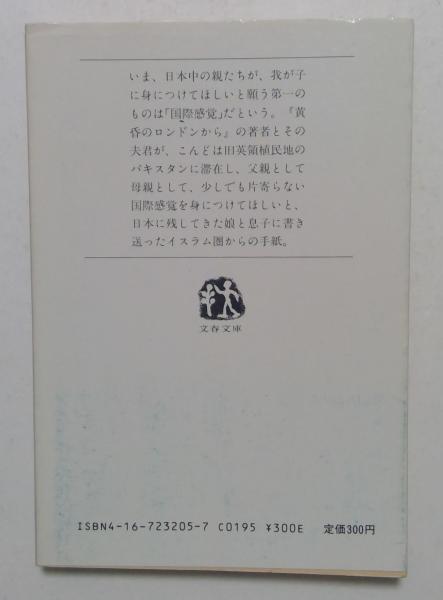 いま、日本中の親たちが、我が子
に身につけてほしいと願う第一の
ものは「国際感覚」だという。『黄
昏のロンドンから』の著者とその
夫君が、こんどは旧英領植民地の
パキスタンに滞在し、父親として
母親として、少しでも片寄らない
国際感覚を身につけてほしいと、
日本に残してきた娘と息子に書き
送ったイスラム圏からの手紙。
文春文庫
ISBN4-16-723205-7 C0195 ¥300E 定価300円